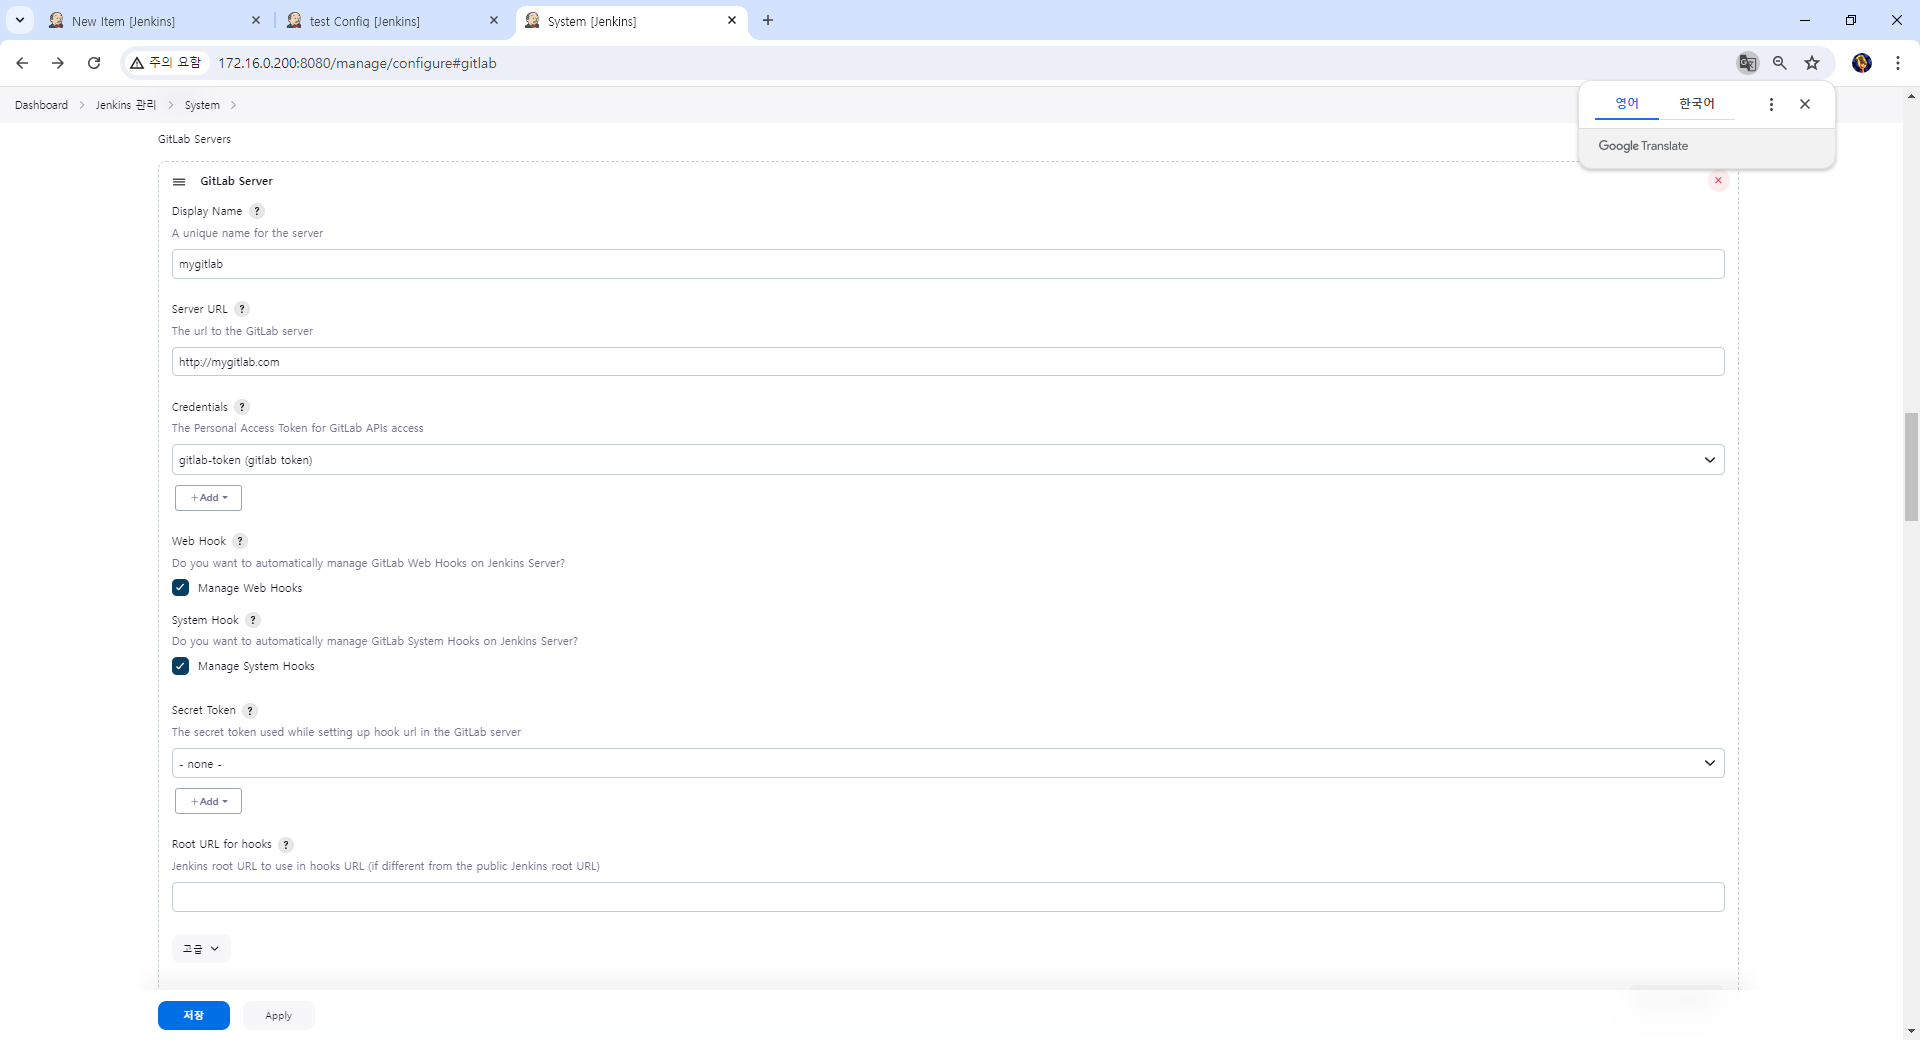 New Item [Jenkins]
test Config [Jenkins]
System [Jenkins]
주의 요함
172.16.0.200:8080/manage/configure#gitlab
Dashboard
Jenkins 관리
System
영어
한국어
Google Translate
GitLab Servers
GitLab Server
Display Name ?
A unique name for the server
mygitlab
Server URL ?
The url to the GitLab server
http://mygitlab.com
Credentials ?
The Personal Access Token for GitLab APIs access
gitlab-token (gitlab token)
+ Add
Web Hook ?
Do you want to automatically manage GitLab Web Hooks on Jenkins Server?
Manage Web Hooks
System Hook ?
Do you want to automatically manage GitLab System Hooks on Jenkins Server?
Manage System Hooks
Secret Token ?
The secret token used while setting up hook url in the GitLab server
- none -
+ Add
Root URL for hooks ?
Jenkins root URL to use in hooks URL (if different from the public Jenkins root URL)
고급
저장
Apply